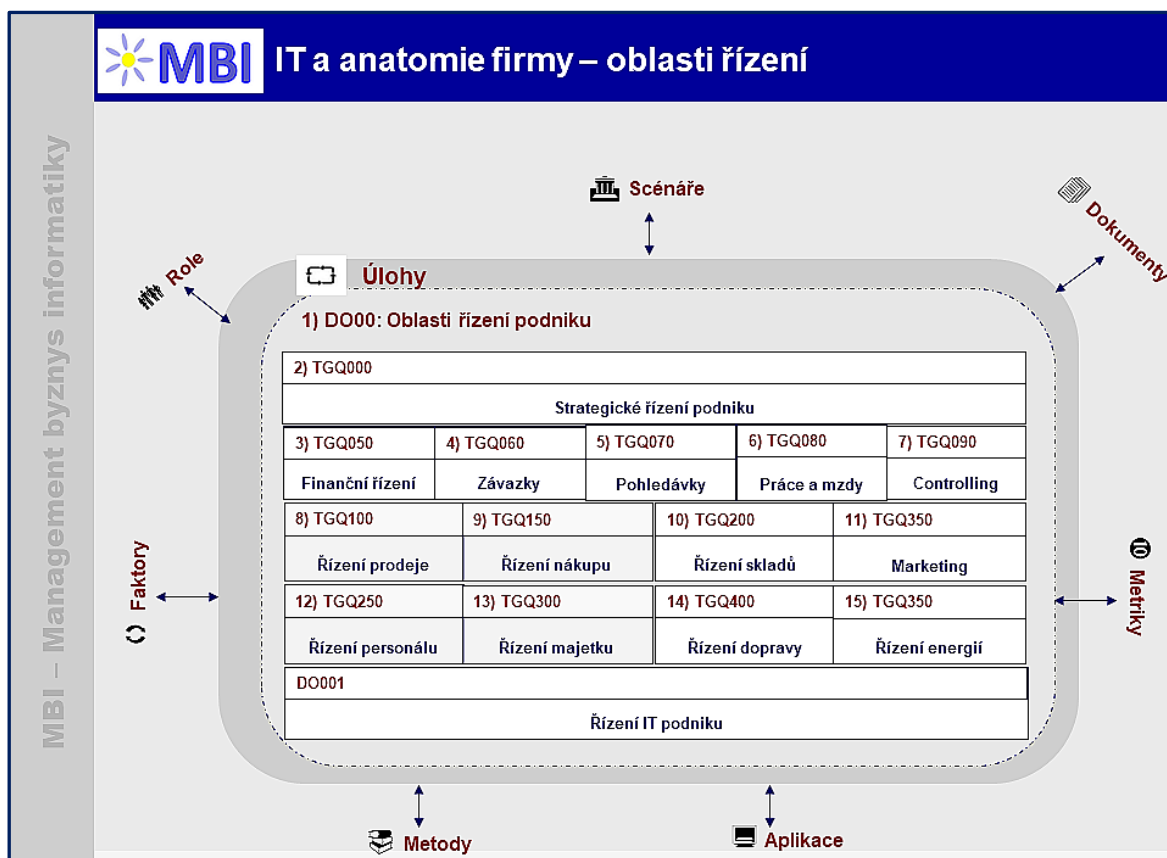 MBI
IT a anatomie firmy – oblasti řízení
MBI – Management byznys informatiky
Scénáře
Dokumenty
Role
Úlohy
1) DO00: Oblasti řízení podniku
2) TGQ000
Strategické řízení podniku
3) TGQ050
4) TGQ060
5) TGQ070
6) TGQ080
7) TGQ090
Finanční řízení
Závazky
Pohledávky
Práce a mzdy
Controlling
8) TGQ100
9) TGQ150
10) TGQ200
11) TGQ350
Řízení prodeje
Řízení nákupu
Řízení skladů
Marketing
12) TGQ250
13) TGQ300
14) TGQ400
15) TGQ350
Řízení personálu
Řízení majetku
Řízení dopravy
Řízení energií
DO001
Řízení IT podniku
Faktory
10
Metriky
Metody
Aplikace